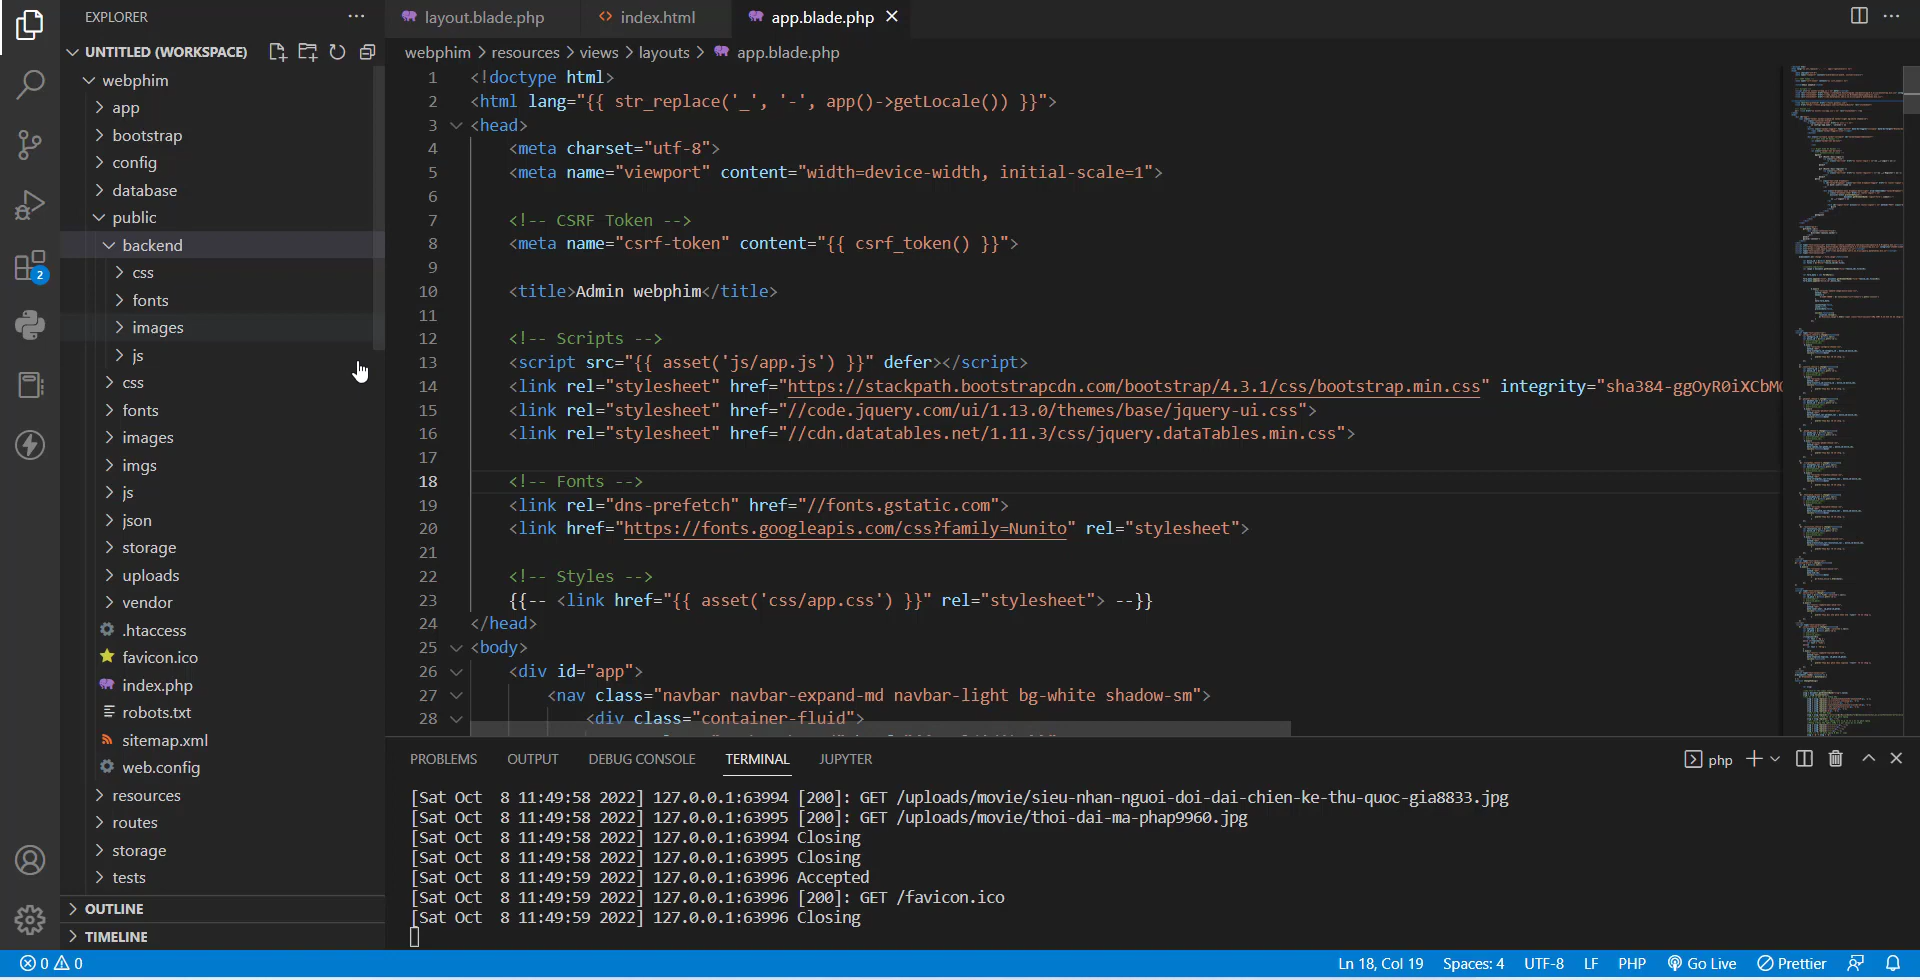 EXPLORER
UNTITLED (WORKSPACE)
webphim
app
bootstrap
config
database
public
backend
css
fonts
images
js
css
fonts
images
imgs
js
json
storage
uploads
vendor
.htaccess
favicon.ico
index.php
robots.txt
sitemap.xml
web.config
resources
routes
storage
tests
OUTLINE
TIMELINE
2
layout.blade.php
index.html
app.blade.php
webphim > resources > views > layouts > app.blade.php
1 <!doctype html>
2 <html lang="{{ str_replace('_', '-', app()->getLocale()) }}">
3 <head>
4 <meta charset="utf-8">
5 <meta name="viewport" content="width=device-width, initial-scale=1">
6
7 <!-- CSRF Token -->
8 <meta name="csrf-token" content="{{ csrf_token() }}">
9
10 <title>Admin webphim</title>
11
12 <!-- Scripts -->
13 <script src="{{ asset('js/app.js') }}" defer></script>
14 <link rel="stylesheet" href="https://stackpath.bootstrapcdn.com/bootstrap/4.3.1/css/bootstrap.min.css" integrity="sha384-ggOyR0iXCbM
15 <link rel="stylesheet" href="//code.jquery.com/ui/1.13.0/themes/base/jquery-ui.css">
16 <link rel="stylesheet" href="//cdn.datatables.net/1.11.3/css/jquery.dataTables.min.css">
17
18 <!-- Fonts -->
19 <link rel="dns-prefetch" href="//fonts.gstatic.com">
20 <link href="https://fonts.googleapis.com/css?family=Nunito" rel="stylesheet">
21
22 <!-- Styles -->
23 {{-- <link href="{{ asset('css/app.css') }}" rel="stylesheet"> --}}
24 </head>
25 <body>
26 <div id="app">
27 <nav class="navbar navbar-expand-md navbar-light bg-white shadow-sm">
28 <div class="container-fluid">
PROBLEMS OUTPUT DEBUG CONSOLE TERMINAL JUPYTER
php
[Sat Oct  8 11:49:58 2022] 127.0.0.1:63994 [200]: GET /uploads/movie/sieu-nhan-nguoi-doi-dai-chien-ke-thu-quoc-gia8833.jpg
[Sat Oct  8 11:49:58 2022] 127.0.0.1:63995 [200]: GET /uploads/movie/thoi-dai-ma-phap9960.jpg
[Sat Oct  8 11:49:58 2022] 127.0.0.1:63994 Closing
[Sat Oct  8 11:49:58 2022] 127.0.0.1:63995 Closing
[Sat Oct  8 11:49:59 2022] 127.0.0.1:63996 Accepted
[Sat Oct  8 11:49:59 2022] 127.0.0.1:63996 [200]: GET /favicon.ico
[Sat Oct  8 11:49:59 2022] 127.0.0.1:63996 Closing
0 0 Ln 18, Col 19 Spaces: 4 UTF-8 LF PHP Go Live Prettier